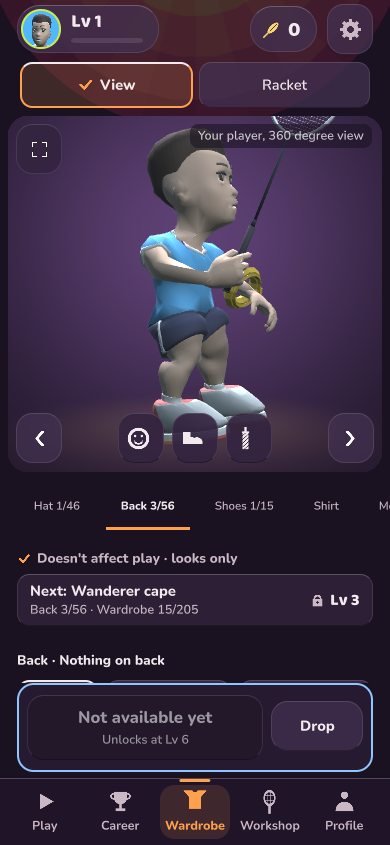 Lv 1
0
View
Racket
Your player, 360 degree view
Hat 1/46
Back 3/56
Shoes 1/15
Shirt
Doesn't affect play · looks only
Next: Wanderer cape
Back 3/56 · Wardrobe 15/205
Lv 3
Back · Nothing on back
Not available yet
Unlocks at Lv 6
Drop
Play
Career
Wardrobe
Workshop
Profile